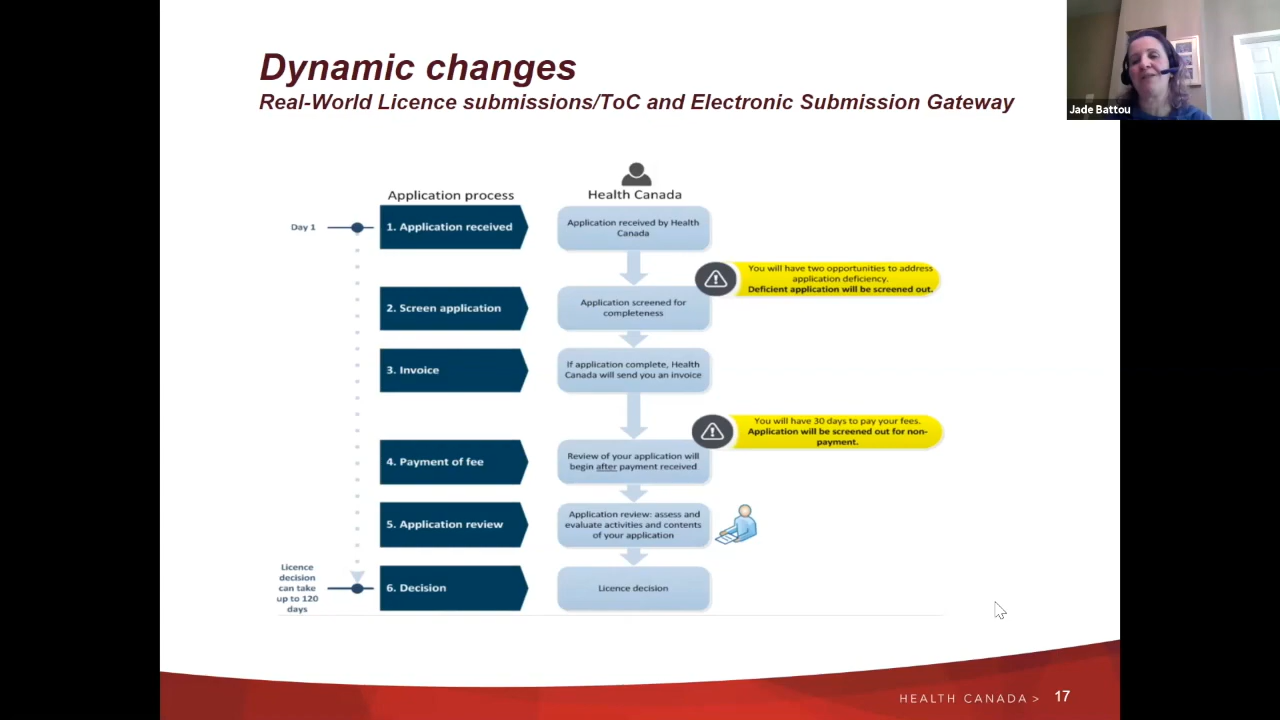 Dynamic changes
Real-World Licence submissions/ToC and Electronic Submission Gateway
Jade Battou
Application process
Health Canada
Day 1
1. Application received
Application received by Health
Canada
You will have two opportunities to address
application deficiency.
Deficient application will be screened out.
2. Screen application
Application screened for
completeness
3. Invoice
If application complete, Health
Canada will send you an invoice
You will have 30 days to pay your fees.
Application will be screened out for non-
payment.
4. Payment of fee
Review of your application will
begin after payment received
5. Application review
Application review: assess and
evaluate activities and contents
of your application
Licence
decision
can take
up to 120
days
6. Decision
Licence decision
HEALTH CANADA >
17